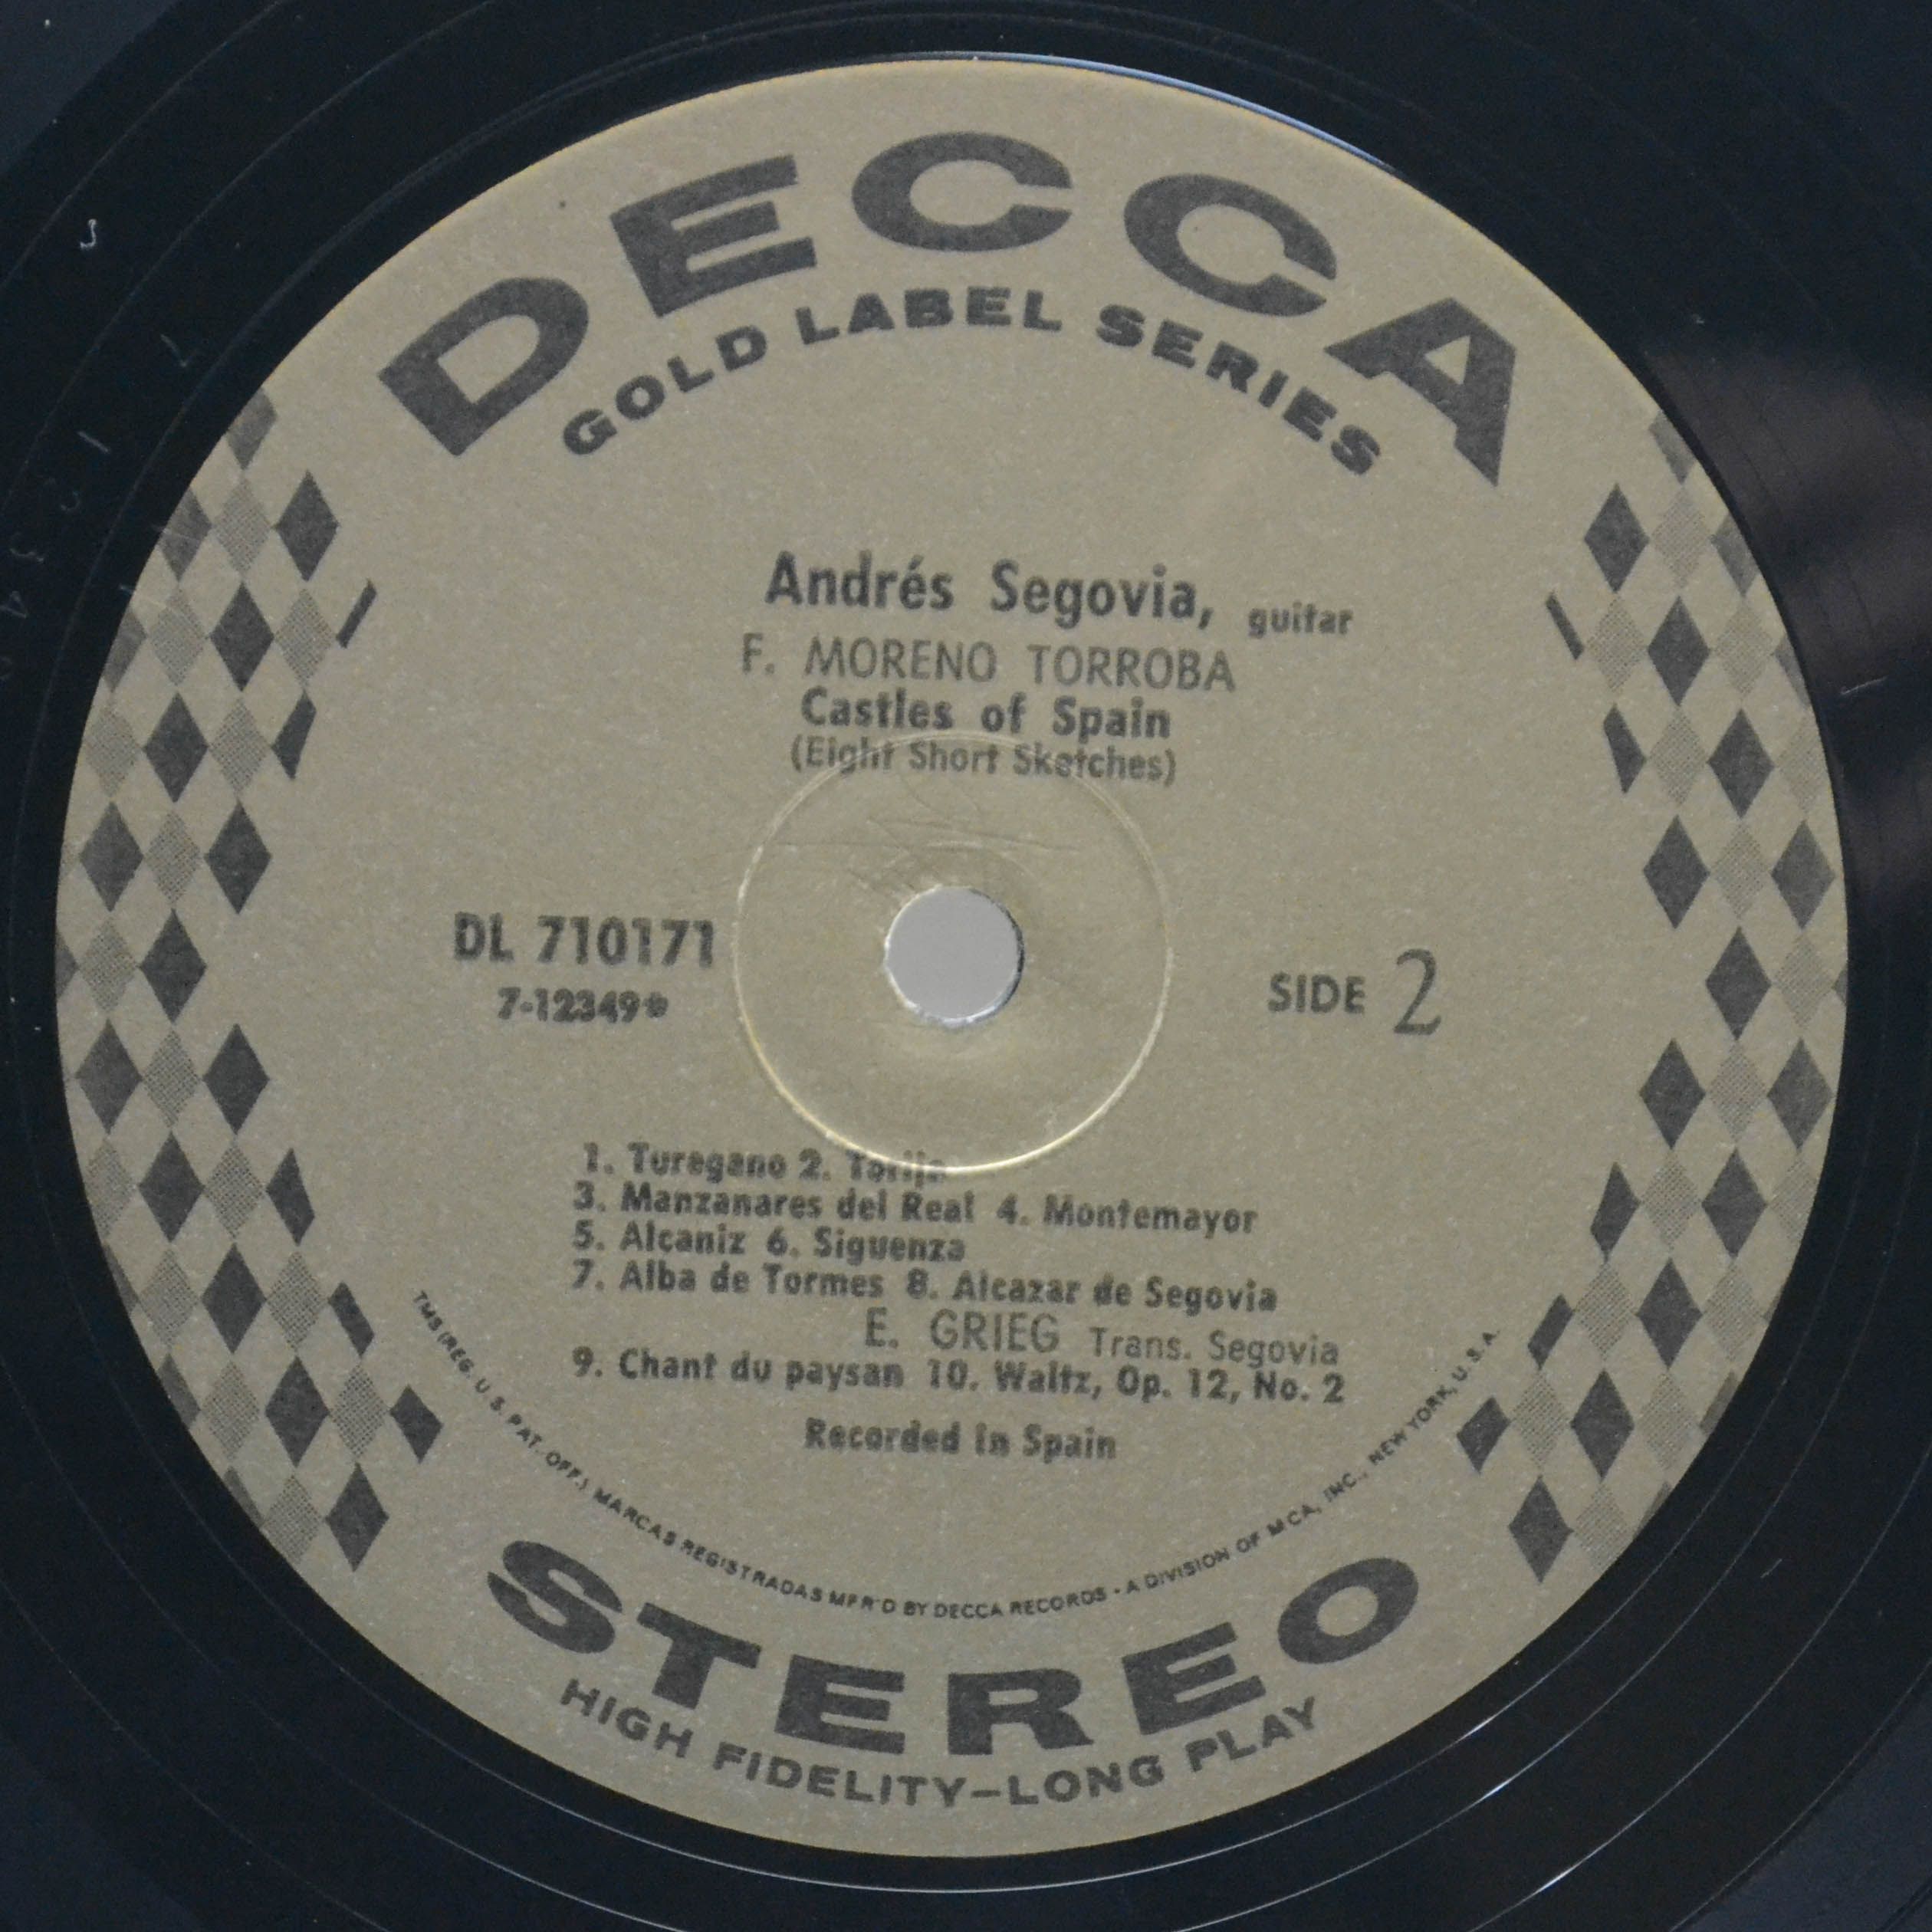 DECCA
GOLD LABEL SERIES
Andrés Segovia, guitar
F. MORENO TORROBA
Castles of Spain
(Eight Short Sketches)
DL 710171
7-12349*
SIDE 2
1. Turegano 2. Torija
3. Manzanares del Real 4. Montemayor
5. Alcaniz 6. Siguenza
7. Alba de Tormes 8. Alcazar de Segovia
E. GRIEG Trans. Segovia
9. Chant du paysan 10. Waltz, Op. 12, No. 2
Recorded in Spain
TMS (REG. U.S. PAT. OFF.) MARCAS REGISTRADAS MFR'D BY DECCA RECORDS - A DIVISION OF MCA, INC., NEW YORK, U.S.A.
STEREO
HIGH FIDELITY–LONG PLAY